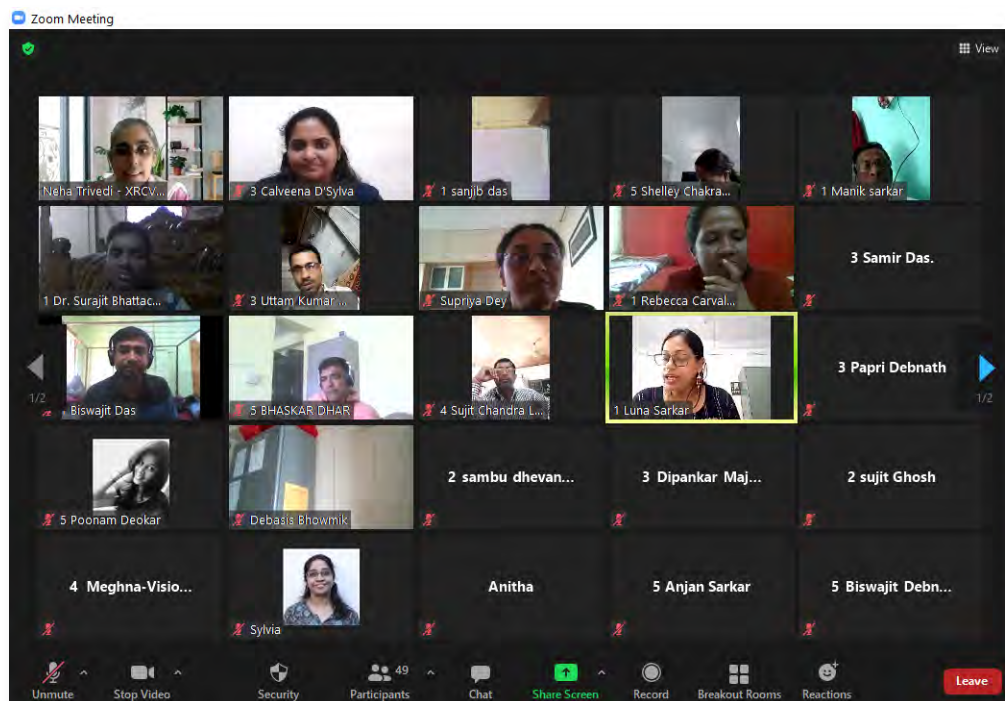 Zoom Meeting
View
Neha Trivedi - XRCV...
3 Calveena D'Sylva
1 sanjib das
5 Shelley Chakra...
1 Manik sarkar
1 Dr. Surajit Bhattac...
3 Uttam Kumar ...
Supriya Dey
1 Rebecca Carval...
3 Samir Das.
Biswajit Das
5 BHASKAR DHAR
4 Sujit Chandra L...
1 Luna Sarkar
3 Papri Debnath
1/2
1/2
5 Poonam Deokar
Debasis Bhowmik
2 sambu dhevan...
3 Dipankar Maj...
2 sujit Ghosh
4 Meghna-Visio...
Sylvia
Anitha
5 Anjan Sarkar
5 Biswajit Debn...
49
Unmute
Stop Video
Security
Participants
Chat
Share Screen
Record
Breakout Rooms
Reactions
Leave